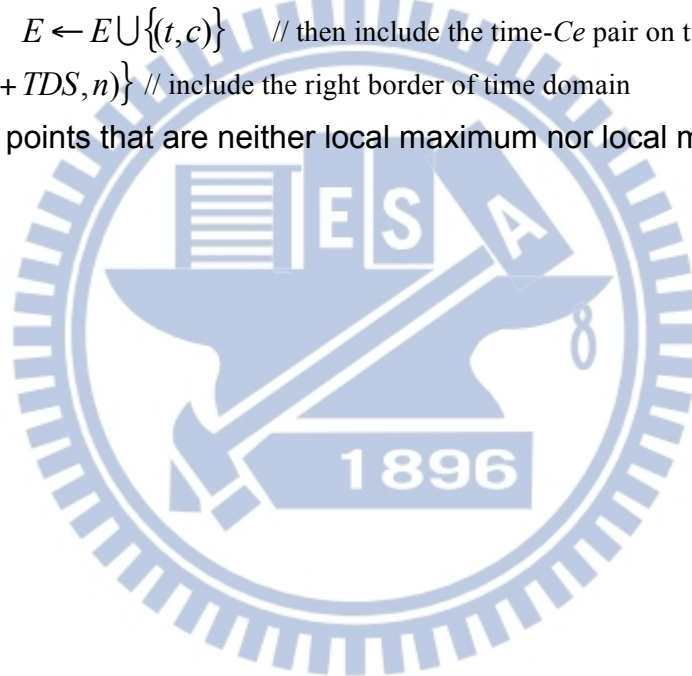 E ← E∪{(t,c)} // then include the time-Ce pair on
+ TDS, n)} // include the right border of time domain
points that are neither local maximum nor local
E S A
1896